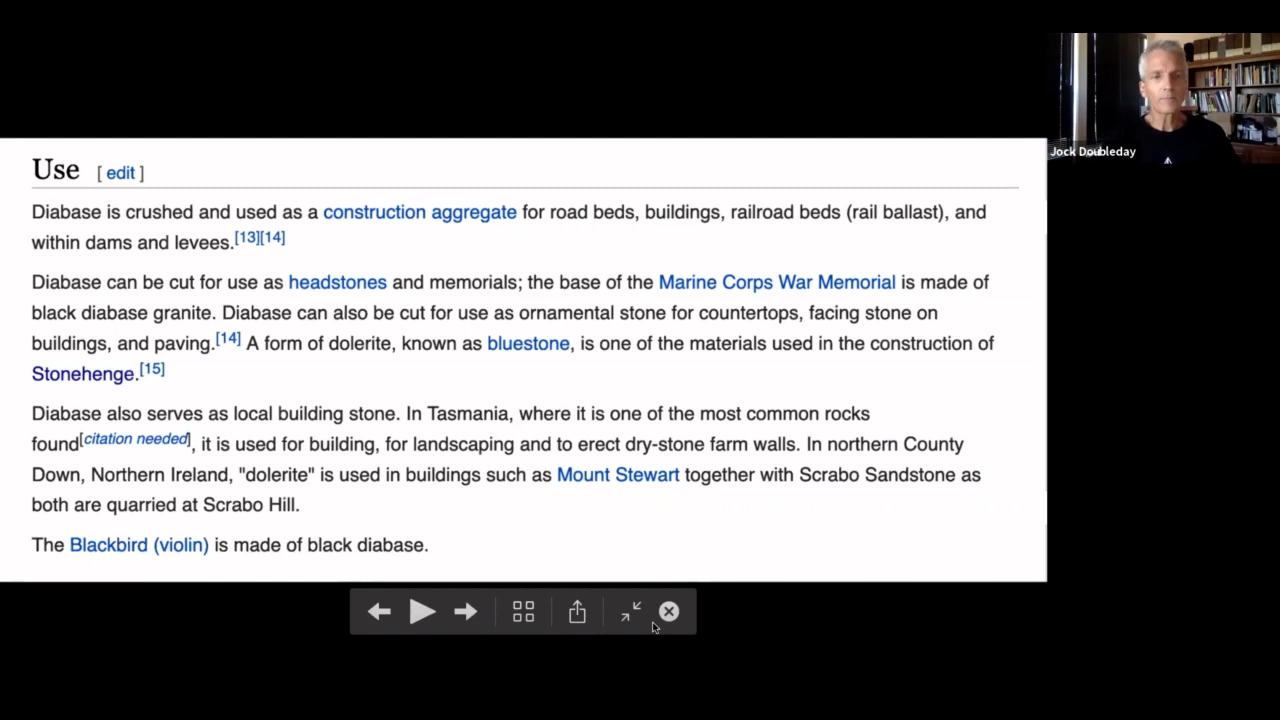 Use [ edit ]
Diabase is crushed and used as a construction aggregate for road beds, buildings, railroad beds (rail ballast), and
within dams and levees.[13][14]
Diabase can be cut for use as headstones and memorials; the base of the Marine Corps War Memorial is made of
black diabase granite. Diabase can also be cut for use as ornamental stone for countertops, facing stone on
buildings, and paving.[14] A form of dolerite, known as bluestone, is one of the materials used in the construction of
Stonehenge.[15]
Diabase also serves as local building stone. In Tasmania, where it is one of the most common rocks
found[citation needed], it is used for building, for landscaping and to erect dry-stone farm walls. In northern County
Down, Northern Ireland, "dolerite" is used in buildings such as Mount Stewart together with Scrabo Sandstone as
both are quarried at Scrabo Hill.
The Blackbird (violin) is made of black diabase.
Jock Doubleday